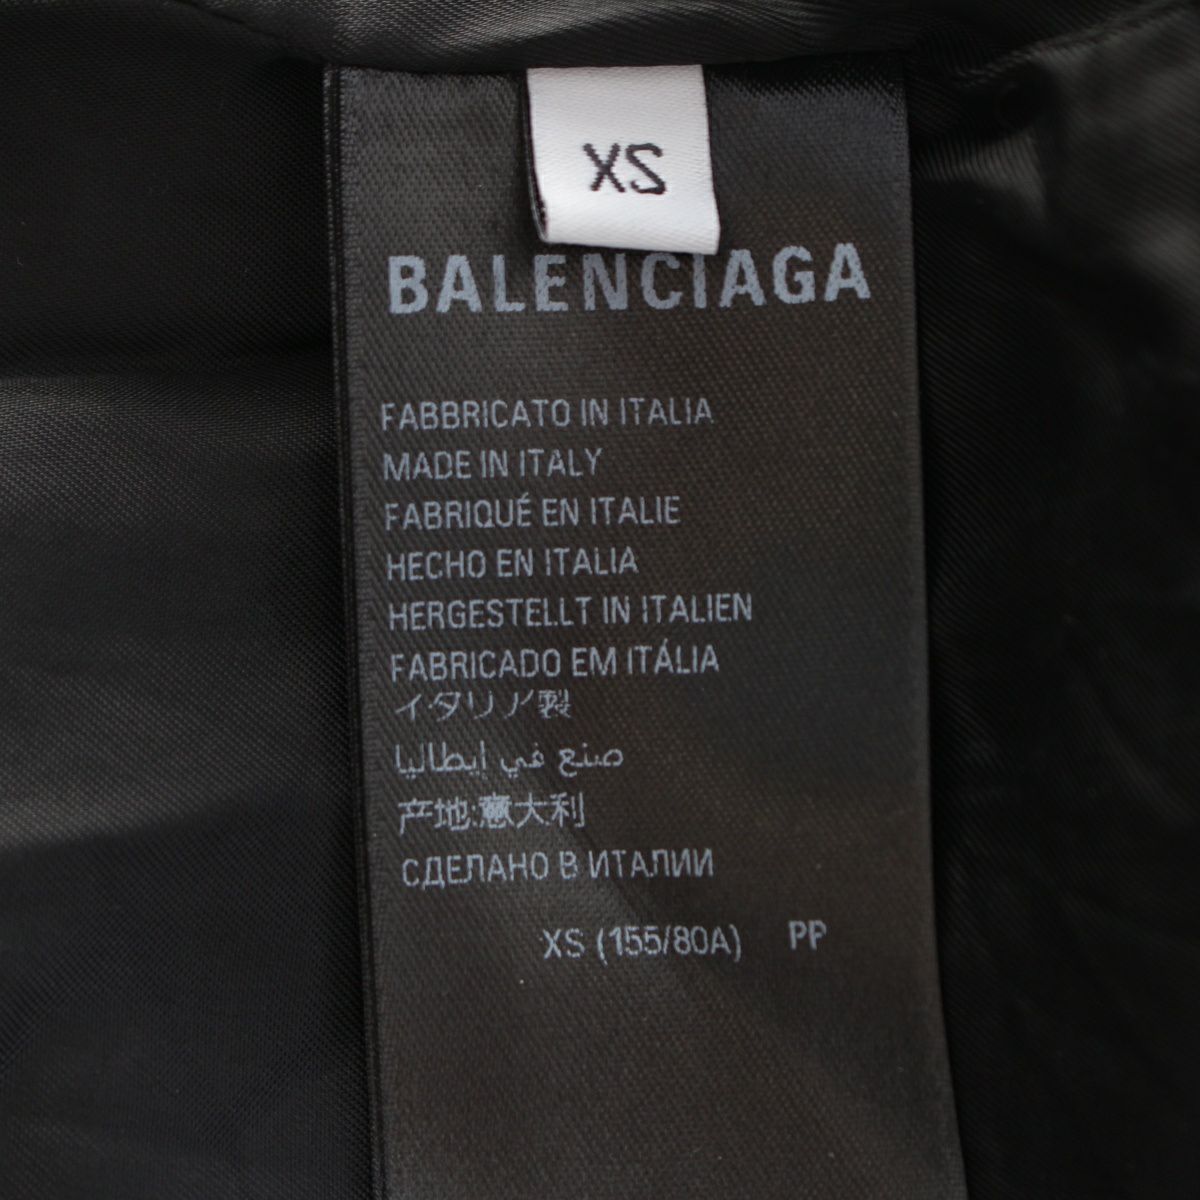 XS
BALENCIAGA
FABBRICATO IN ITALIA
MADE IN ITALY
FABRIQUÉ EN ITALIE
HECHO EN ITALIA
HERGESTELLT IN ITALIEN
FABRICADO EM ITÁLIA
イタリア製
صنع في إيطاليا
产地:意大利
СДЕЛАНО В ИТАЛИИ
XS (155/80A) PP